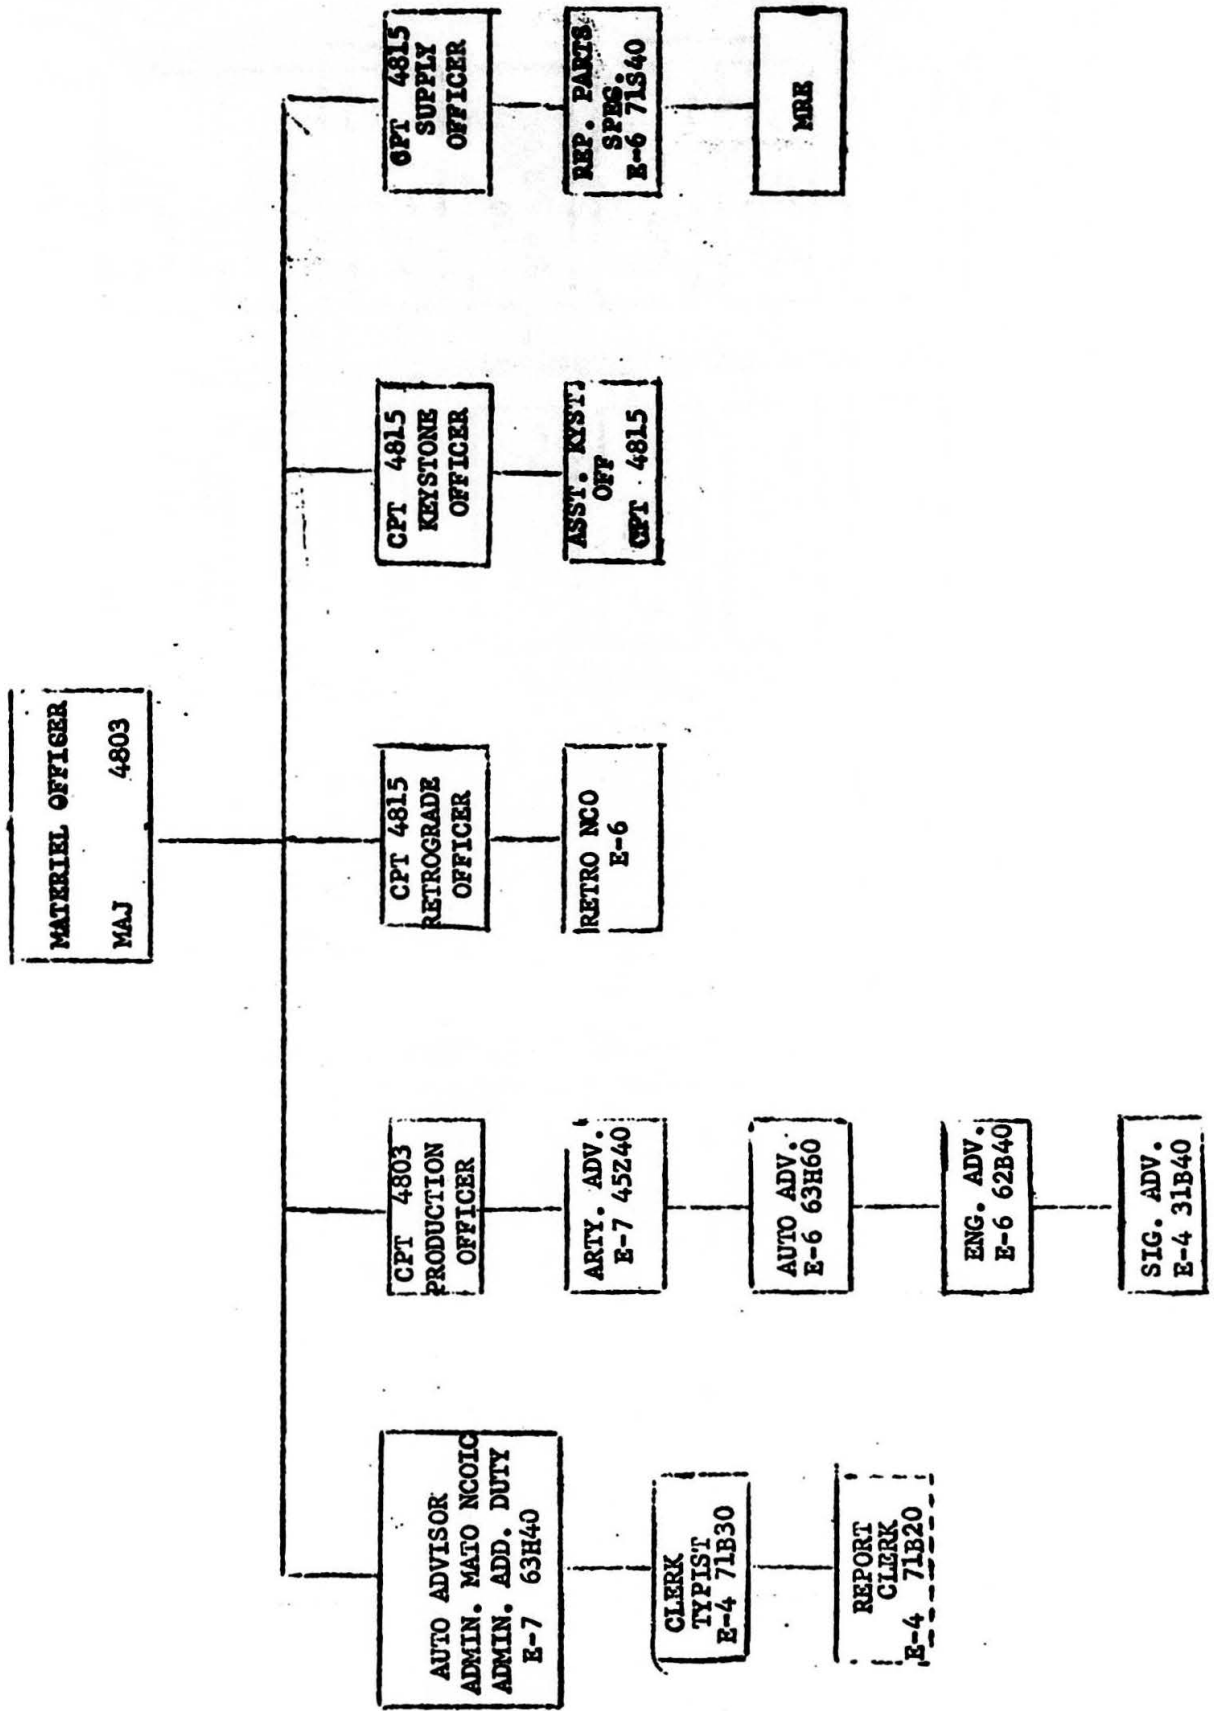 MATERIEL OFFICER
MAJ 4803
AUTO ADVISOR
ADMIN. MATO NCOIC
ADMIN. ADD. DUTY
E-7 63H40
CLERK
TYPIST
E-4 71B30
REPORT
CLERK
E-4 71B20
CPT 4803
PRODUCTION
OFFICER
ARTY. ADV.
E-7 45Z40
AUTO ADV.
E-6 63H60
ENG. ADV.
E-6 62B40
SIG. ADV.
E-4 31B40
CPT 4815
RETROGRADE
OFFICER
RETRO NCO
E-6
CPT 4815
KEYSTONE
OFFICER
ASST. KYST.
OFF
CPT 4815
CPT 4815
SUPPLY
OFFICER
REP. PARTS
SPEC.
E-6 71S40
MRE